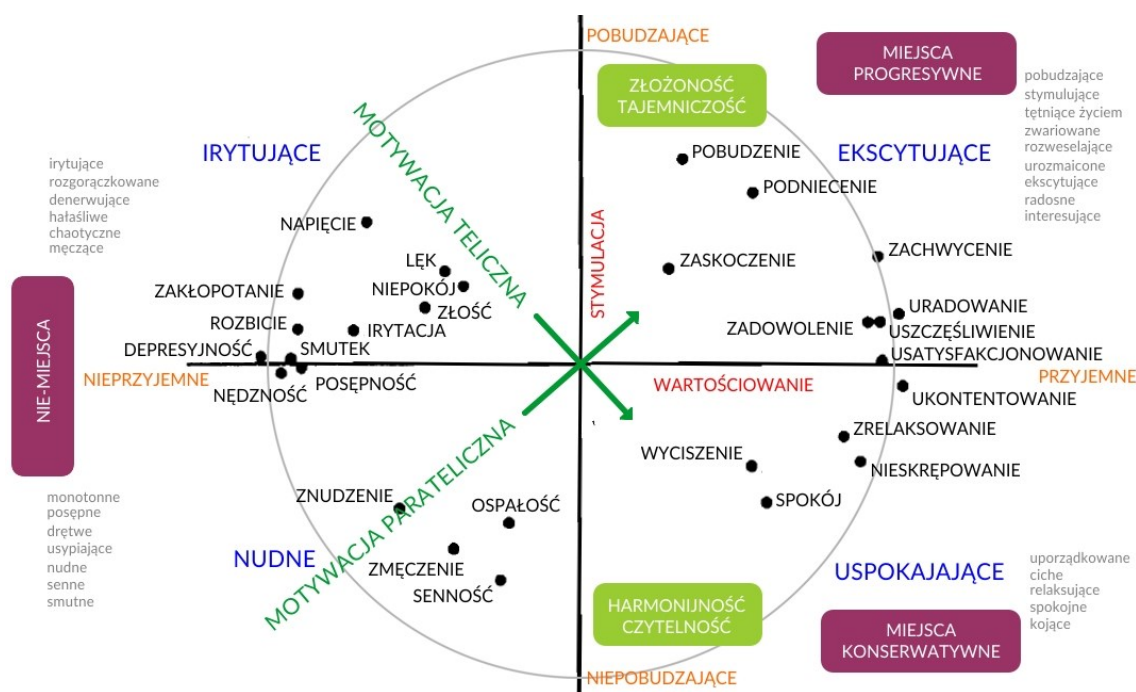 POBUDZAJĄCE
ZŁOŻONOŚĆ
TAJEMNICZOŚĆ
MIEJSCA
PROGRESYWNE
pobudzające
stymulujące
tętniące życiem
zwariowane
rozweselające
urozmaicone
ekscytujące
radosne
interesujące
IRYTUJĄCE
EKSCYTUJĄCE
irytujące
rozgorączkowane
denerwujące
hałaśliwe
chaotyczne
męczące
MOTYWACJA TELICZNA
STYMULACJA
POBUDZENIE
PODNIECENIE
NAPIĘCIE
ZACHWYCENIE
LĘK
ZASKOCZENIE
NIEPOKÓJ
ZAKŁOPOTANIE
ZŁOŚĆ
URADOWANIE
ROZBICIE
IRYTACJA
ZADOWOLENIE
USZCZĘŚLIWIENIE
DEPRESYJNOŚĆ
SMUTEK
USATYSFAKCJONOWANIE
NIE-MIEJSCA
NIEPRZYJEMNE
POSĘPNOŚĆ
WARTOŚCIOWANIE
PRZYJEMNE
NĘDZNOŚĆ
UKONTENTOWANIE
ZRELAKSOWANIE
WYCISZENIE
NIESKRĘPOWANIE
MOTYWACJA PARATELICZNA
ZNUDZENIE
OSPAŁOŚĆ
SPOKÓJ
monotonne
posępne
drętwe
usypiające
nudne
senne
smutne
NUDNE
ZMĘCZENIE
SENNOŚĆ
USPOKAJAJĄCE
uporządkowane
ciche
relaksujące
spokojne
kojące
HARMONIJNOŚĆ
CZYTELNOŚĆ
MIEJSCA
KONSERWATYWNE
NIEPOBUDZAJĄCE